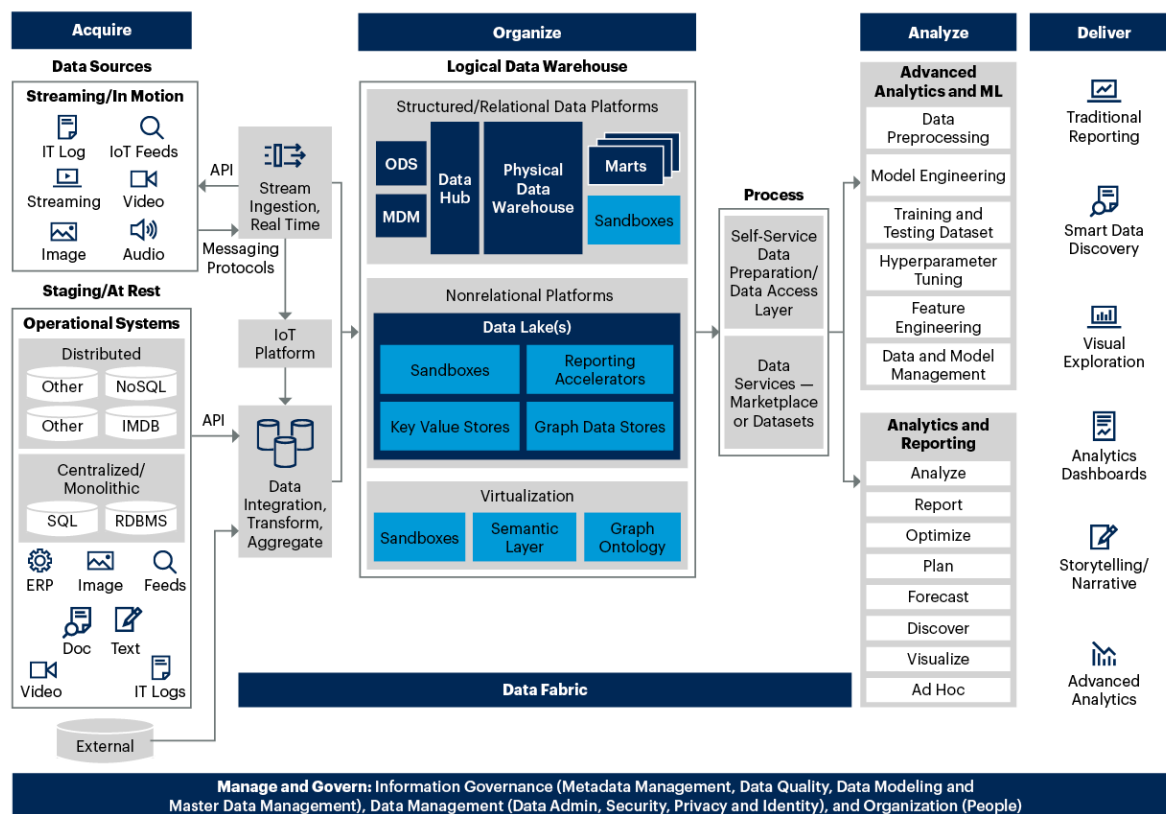 Acquire
Organize
Analyze
Deliver
Data Sources
Streaming/In Motion
IT Log
IoT Feeds
Streaming
Video
Image
Audio
Staging/At Rest
Operational Systems
Distributed
Other
NoSQL
Other
IMDB
Centralized/
Monolithic
SQL
RDBMS
ERP
Image
Feeds
Doc
Text
Video
IT Logs
External
API
Messaging
Protocols
API
Stream
Ingestion,
Real Time
IoT
Platform
Data
Integration,
Transform,
Aggregate
Logical Data Warehouse
Structured/Relational Data Platforms
ODS
MDM
Data
Hub
Physical
Data
Warehouse
Marts
Sandboxes
Nonrelational Platforms
Data Lake(s)
Sandboxes
Reporting
Accelerators
Key Value Stores
Graph Data Stores
Virtualization
Sandboxes
Semantic
Layer
Graph
Ontology
Data Fabric
Process
Self-Service
Data
Preparation/
Data Access
Layer
Data
Services —
Marketplace
or Datasets
Advanced
Analytics and ML
Data
Preprocessing
Model Engineering
Training and
Testing Dataset
Hyperparameter
Tuning
Feature
Engineering
Data and Model
Management
Analytics and
Reporting
Analyze
Report
Optimize
Plan
Forecast
Discover
Visualize
Ad Hoc
Traditional
Reporting
Smart Data
Discovery
Visual
Exploration
Analytics
Dashboards
Storytelling/
Narrative
Advanced
Analytics
Manage and Govern: Information Governance (Metadata Management, Data Quality, Data Modeling and
Master Data Management), Data Management (Data Admin, Security, Privacy and Identity), and Organization (People)